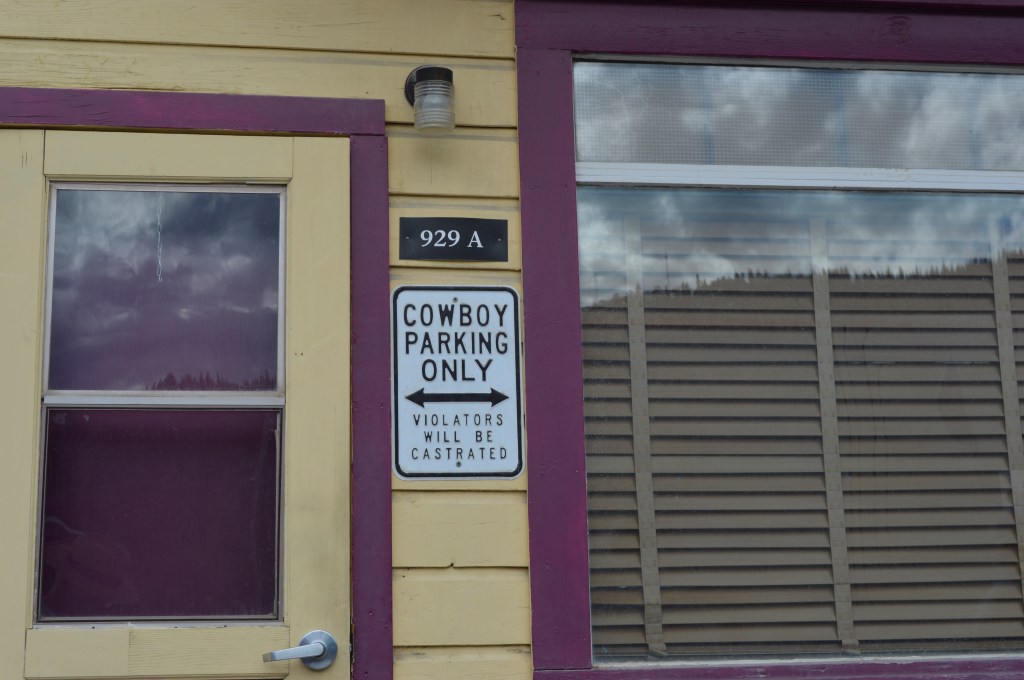 929 A
COWBOY
PARKING
ONLY
VIOLATORS
WILL BE
CASTRATED